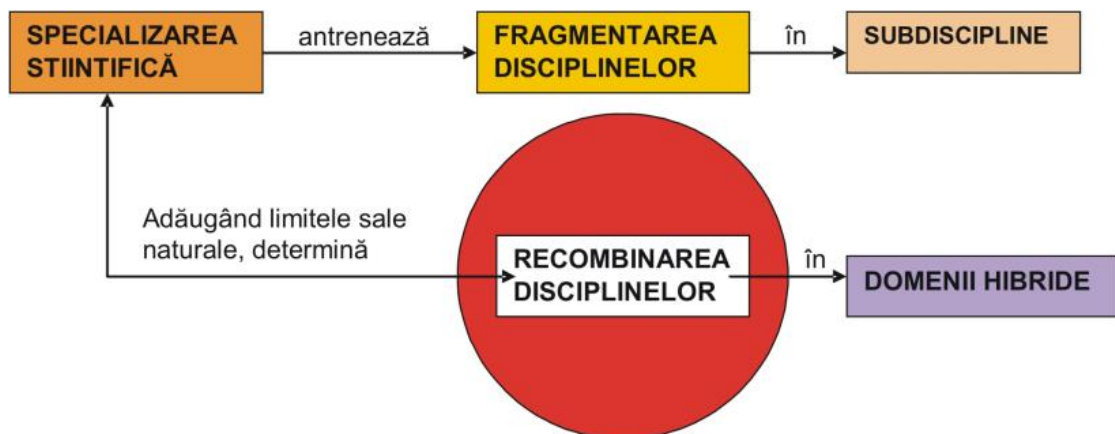 SPECIALIZAREA
STIINTIFICĂ
antrenează
FRAGMENTAREA
DISCIPLINELOR
în
SUBDISCIPLINE
Adăugând limitele sale
naturale, determină
RECOMBINAREA
DISCIPLINELOR
în
DOMENII HIBRIDE